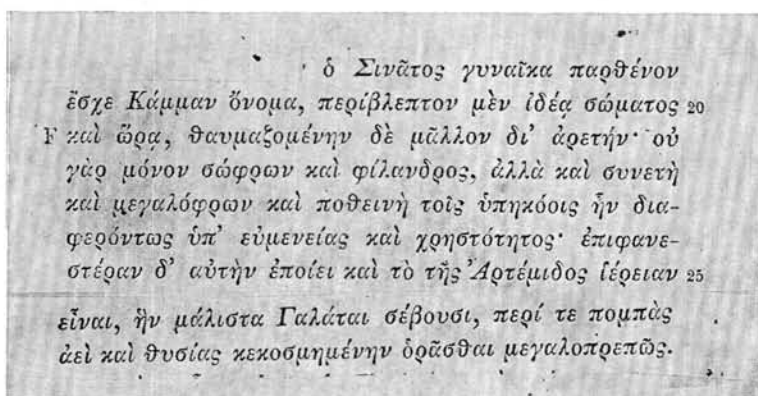 ὁ Σινᾶτος γυναῖκα παρθένον
ἔσχε Κάμμαν ὄνομα, περίβλεπτον μὲν ἰδέᾳ σώματος 20
F καὶ ὥρᾳ, θαυμαζομένην δὲ μᾶλλον δι' ἀρετήν· οὐ
γὰρ μόνον σώφρων καὶ φίλανδρος, ἀλλὰ καὶ συνετὴ
καὶ μεγαλόφρων καὶ ποθεινὴ τοῖς ὑπηκόοις ἦν δια-
φερόντως ὑπ' εὐμενείας καὶ χρηστότητος· ἐπιφανε-
στέραν δ' αὐτὴν ἐποίει καὶ τὸ τῆς Ἀρτέμιδος ἱέρειαν 25
εἶναι, ἣν μάλιστα Γαλάται σέβουσι, περί τε πομπὰς
ἀεὶ καὶ θυσίας κεκοσμημένην ὁρᾶσθαι μεγαλοπρεπῶς.